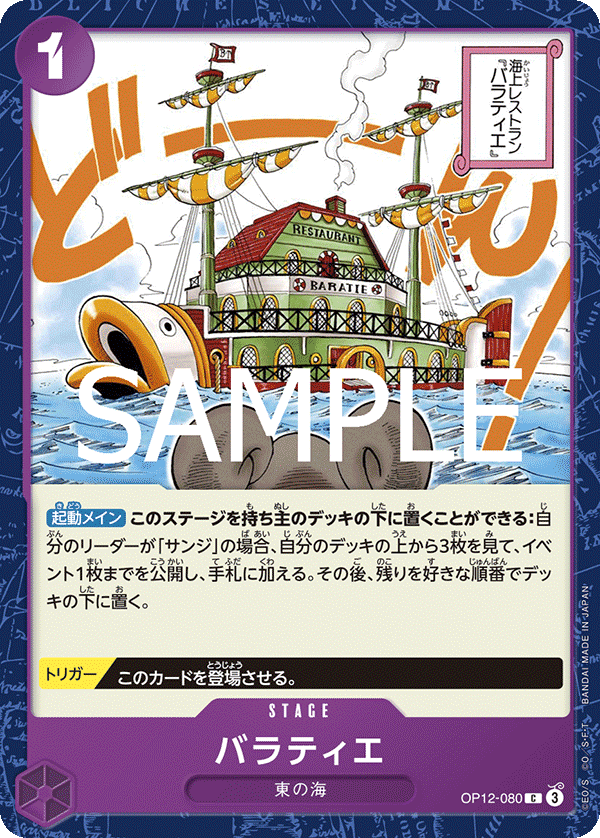 1
海上レストラン
『バラティエ』
どーん!
RESTAURANT
BARATIE
SAMPLE
起動メイン このステージを持ち主のデッキの下に置くことができる：自
分のリーダーが「サンジ」の場合、自分のデッキの上から3枚を見て、イベ
ント1枚までを公開し、手札に加える。その後、残りを好きな順番でデッ
キの下に置く。
トリガー このカードを登場させる。
STAGE
バラティエ
東の海
OP12-080 C 3
©E.O./S. ©O. S・F・T BANDAI MADE IN JAPAN